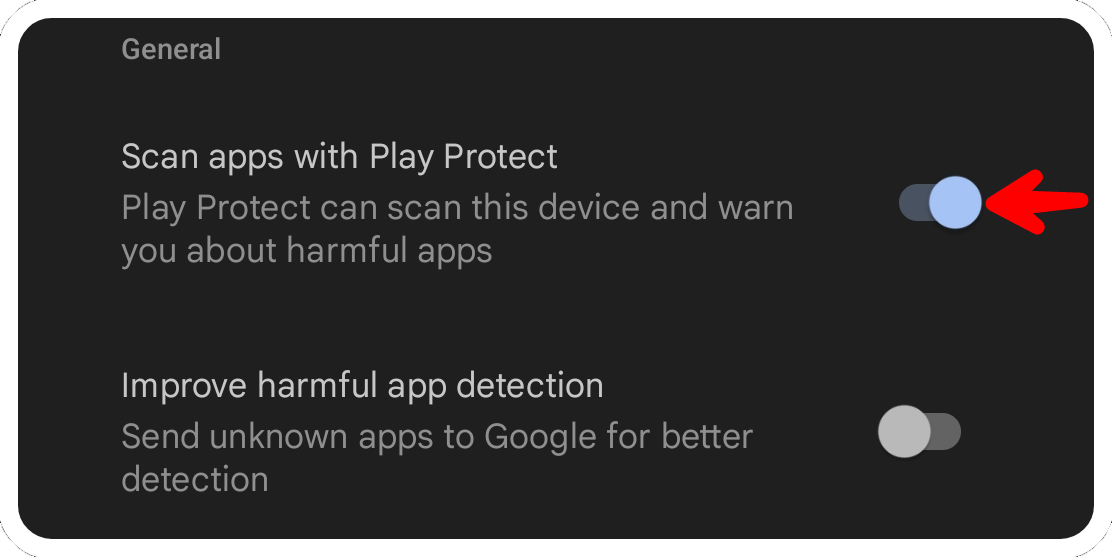 General
Scan apps with Play Protect
Play Protect can scan this device and warn
you about harmful apps
Improve harmful app detection
Send unknown apps to Google for better
detection